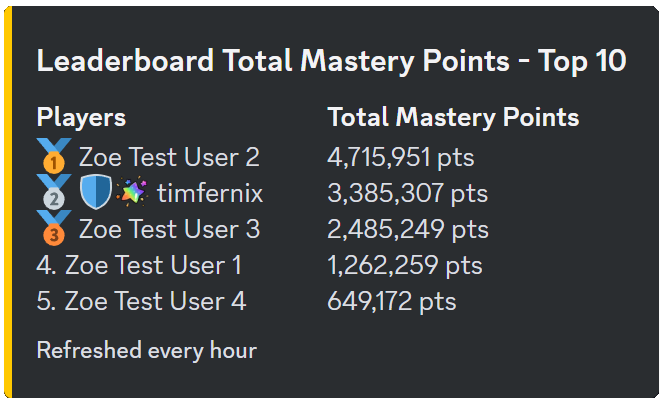 Leaderboard Total Mastery Points - Top 10
Players Total Mastery Points
1 Zoe Test User 2 4,715,951 pts
2 timfernix 3,385,307 pts
3 Zoe Test User 3 2,485,249 pts
4. Zoe Test User 1 1,262,259 pts
5. Zoe Test User 4 649,172 pts
Refreshed every hour